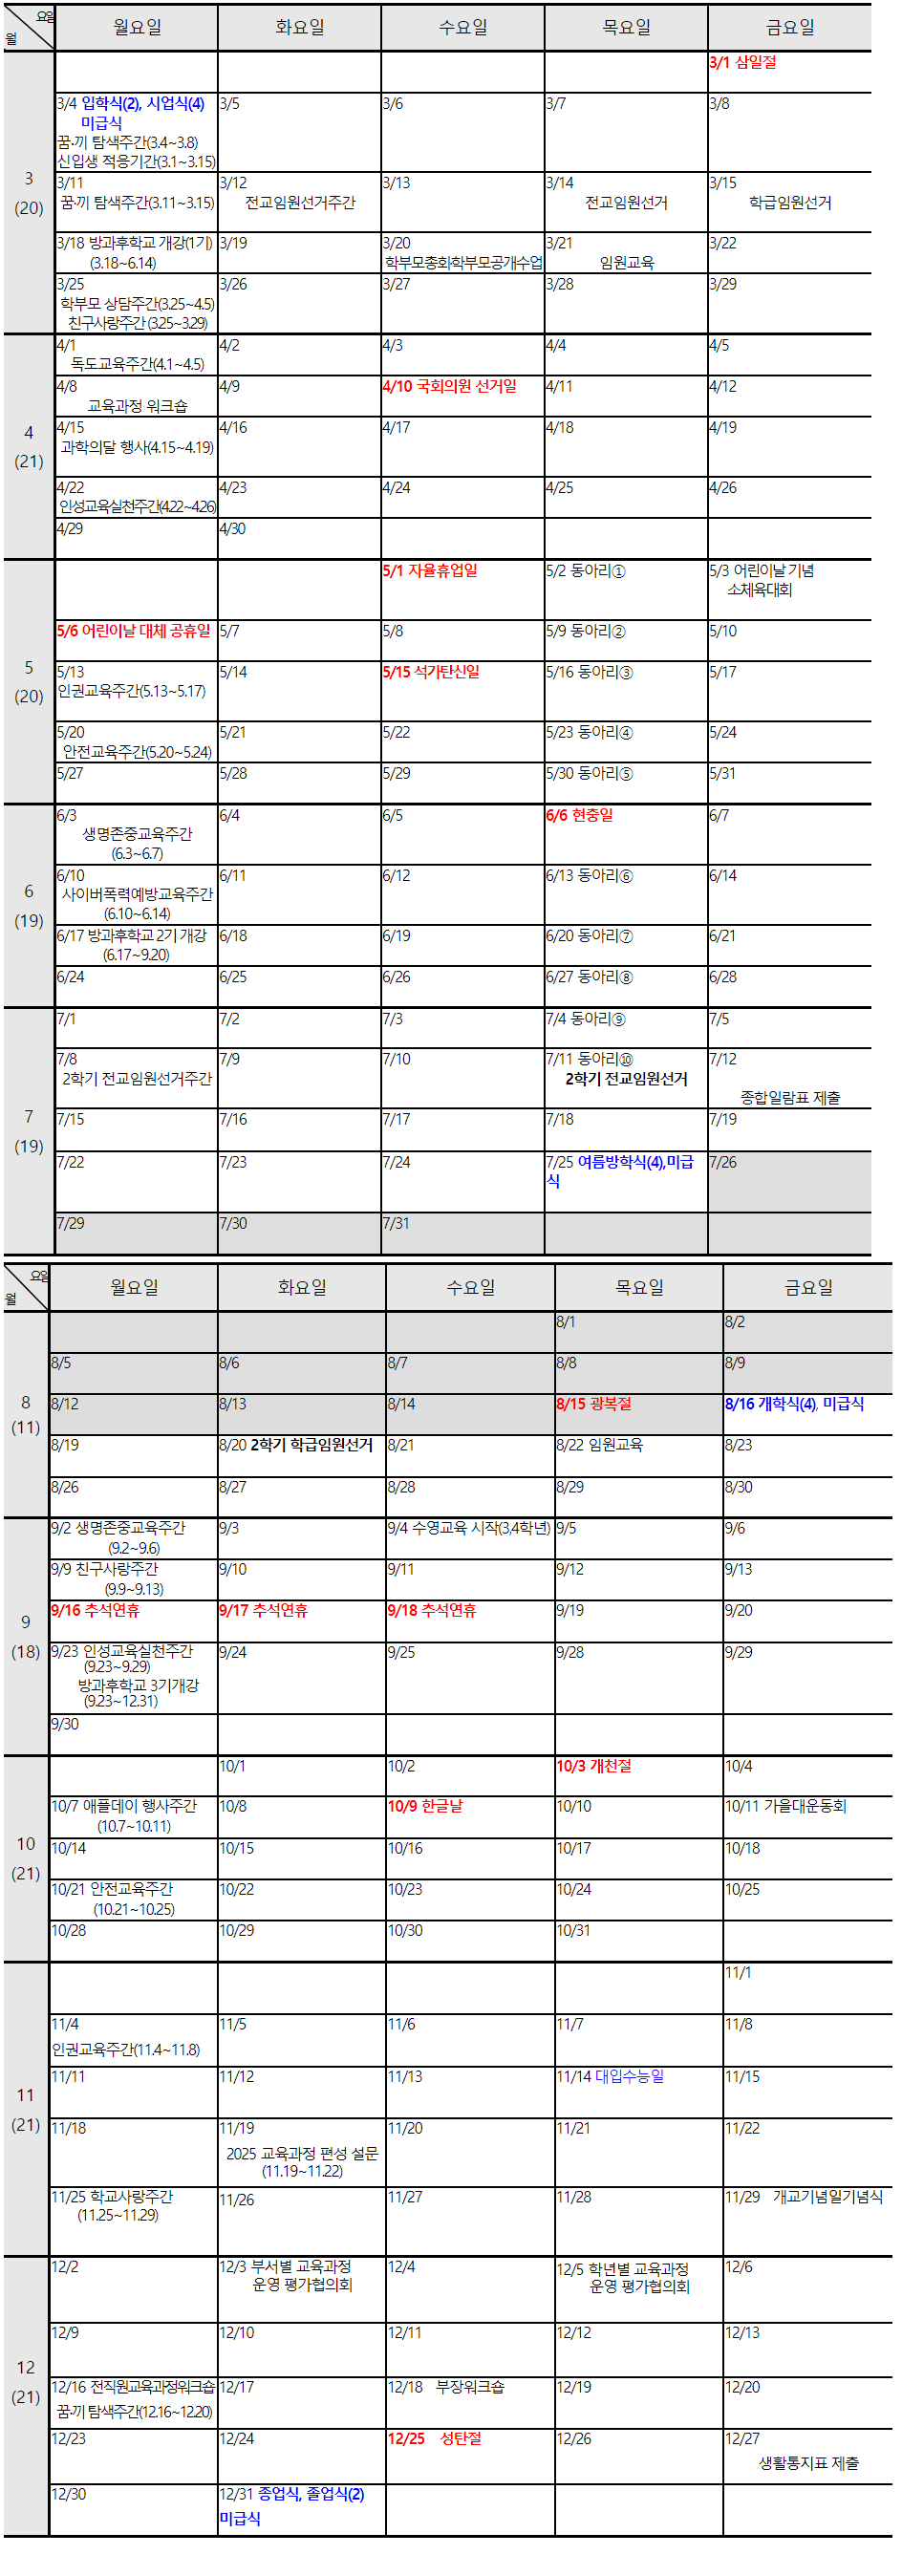 요일
월
월요일 화요일 수요일 목요일 금요일
3
(20)
3/1 삼일절
3/4 입학식(2), 시업식(4)
미급식
꿈·끼 탐색주간(3.4~3.8)
신입생 적응기간(3.1~3.15)
3/5
3/6
3/7
3/8
3/11
꿈·끼 탐색주간(3.11~3.15)
3/12
전교임원선거주간
3/13
3/14
전교임원선거
3/15
학급임원선거
3/18 방과후학교 개강(1기)
(3.18~6.14)
3/19
3/20
학부모총회학부모공개수업
3/21
임원교육
3/22
3/25
학부모 상담주간(3.25~4.5)
친구사랑주간 (3.25~3.29)
3/26
3/27
3/28
3/29
4
(21)
4/1
독도교육주간(4.1~4.5)
4/2
4/3
4/4
4/5
4/8
교육과정 워크숍
4/9
4/10 국회의원 선거일
4/11
4/12
4/15
과학의달 행사(4.15~4.19)
4/16
4/17
4/18
4/19
4/22
인성교육실천주간(4.22~4.26)
4/23
4/24
4/25
4/26
4/29
4/30
5
(20)
5/1 자율휴업일
5/2 동아리①
5/3 어린이날 기념
소체육대회
5/6 어린이날 대체 공휴일
5/7
5/8
5/9 동아리②
5/10
5/13
인권교육주간(5.13~5.17)
5/14
5/15 석가탄신일
5/16 동아리③
5/17
5/20
안전교육주간(5.20~5.24)
5/21
5/22
5/23 동아리④
5/24
5/27
5/28
5/29
5/30 동아리⑤
5/31
6
(19)
6/3
생명존중교육주간
(6.3~6.7)
6/4
6/5
6/6 현충일
6/7
6/10
사이버폭력예방교육주간
(6.10~6.14)
6/11
6/12
6/13 동아리⑥
6/14
6/17 방과후학교 2기 개강
(6.17~9.20)
6/18
6/19
6/20 동아리⑦
6/21
6/24
6/25
6/26
6/27 동아리⑧
6/28
7
(19)
7/1
7/2
7/3
7/4 동아리⑨
7/5
7/8
2학기 전교임원선거주간
7/9
7/10
7/11 동아리⑩
2학기 전교임원선거
7/12
종합일람표 제출
7/15
7/16
7/17
7/18
7/19
7/22
7/23
7/24
7/25 여름방학식(4),미급
식
7/26
7/29
7/30
7/31
요일
월
월요일 화요일 수요일 목요일 금요일
8
(11)
8/1
8/2
8/5
8/6
8/7
8/8
8/9
8/12
8/13
8/14
8/15 광복절
8/16 개학식(4), 미급식
8/19
8/20 2학기 학급임원선거
8/21
8/22 임원교육
8/23
8/26
8/27
8/28
8/29
8/30
9
(18)
9/2 생명존중교육주간
(9.2~9.6)
9/3
9/4 수영교육 시작(3,4학년)
9/5
9/6
9/9 친구사랑주간
(9.9~9.13)
9/10
9/11
9/12
9/13
9/16 추석연휴
9/17 추석연휴
9/18 추석연휴
9/19
9/20
9/23 인성교육실천주간
(9.23~9.29)
방과후학교 3기개강
(9.23~12.31)
9/24
9/25
9/28
9/29
9/30
10
(21)
10/1
10/2
10/3 개천절
10/4
10/7 애플데이 행사주간
(10.7~10.11)
10/8
10/9 한글날
10/10
10/11 가을대운동회
10/14
10/15
10/16
10/17
10/18
10/21 안전교육주간
(10.21~10.25)
10/22
10/23
10/24
10/25
10/28
10/29
10/30
10/31
11
(21)
11/1
11/4
인권교육주간(11.4~11.8)
11/5
11/6
11/7
11/8
11/11
11/12
11/13
11/14 대입수능일
11/15
11/18
11/19
2025 교육과정 편성 설문
(11.19~11.22)
11/20
11/21
11/22
11/25 학교사랑주간
(11.25~11.29)
11/26
11/27
11/28
11/29 개교기념일기념식
12
(21)
12/2
12/3 부서별 교육과정
운영 평가협의회
12/4
12/5 학년별 교육과정
운영 평가협의회
12/6
12/9
12/10
12/11
12/12
12/13
12/16 전직원교육과정워크숍
꿈·끼 탐색주간(12.16~12.20)
12/17
12/18 부장워크숍
12/19
12/20
12/23
12/24
12/25 성탄절
12/26
12/27
생활통지표 제출
12/30
12/31 종업식, 졸업식(2)
미급식